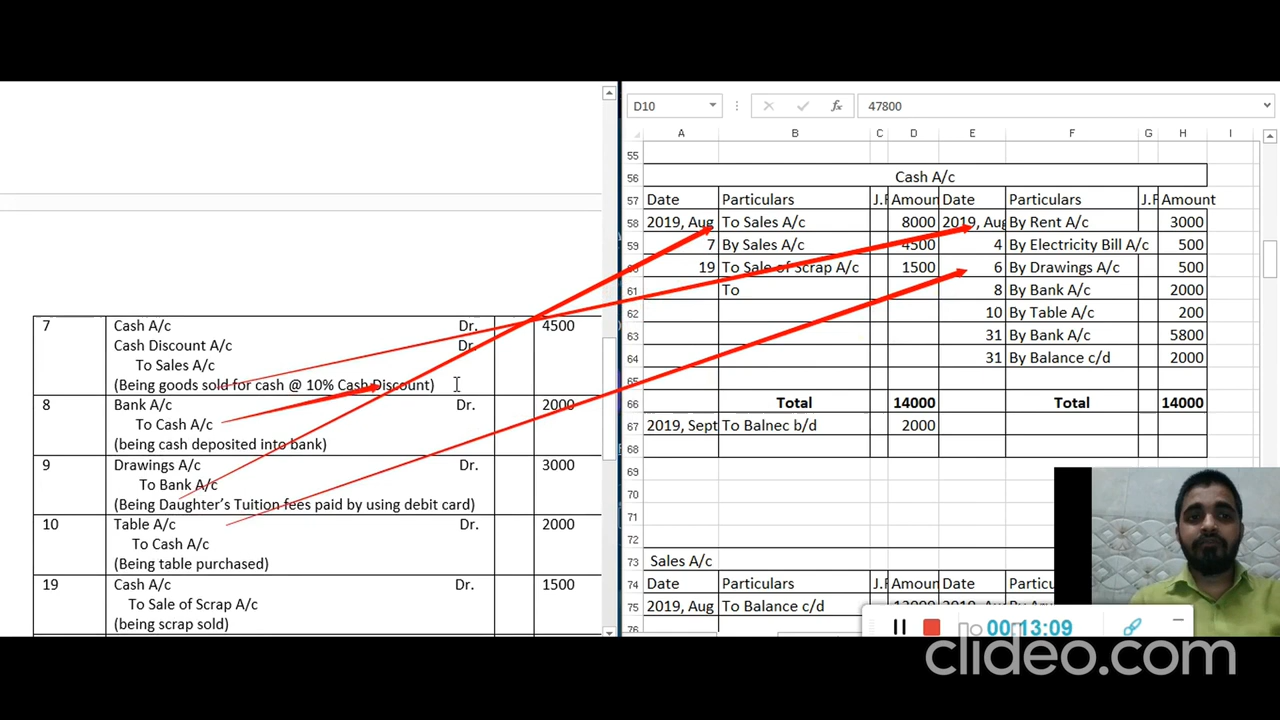 7 Cash A/c Dr. 4500
Cash Discount A/c Dr
To Sales A/c
(Being goods sold for cash @ 10% Cash Discount)
8 Bank A/c Dr. 2000
To Cash A/c
(being cash deposited into bank)
9 Drawings A/c Dr. 3000
To Bank A/c
(Being Daughter's Tuition fees paid by using debit card)
10 Table A/c Dr. 2000
To Cash A/c
(Being table purchased)
19 Cash A/c Dr. 1500
To Sale of Scrap A/c
(being scrap sold)
D10 fx 47800
A B C D E F G H I
55
56 Cash A/c
57 Date Particulars J.F Amoun Date Particulars J.F Amount
58 2019, Aug To Sales A/c 8000 2019, Aug By Rent A/c 3000
59 7 By Sales A/c 4500 4 By Electricity Bill A/c 500
60 19 To Sale of Scrap A/c 1500 6 By Drawings A/c 500
61 To 8 By Bank A/c 2000
62 10 By Table A/c 200
63 31 By Bank A/c 5800
64 31 By Balance c/d 2000
65
66 Total 14000 Total 14000
67 2019, Sept To Balnec b/d 2000
68
69
70
71
72
73 Sales A/c
74 Date Particulars J.F Amoun Date
75 2019, Aug To Balance c/d
76
00:13:09
clideo.com